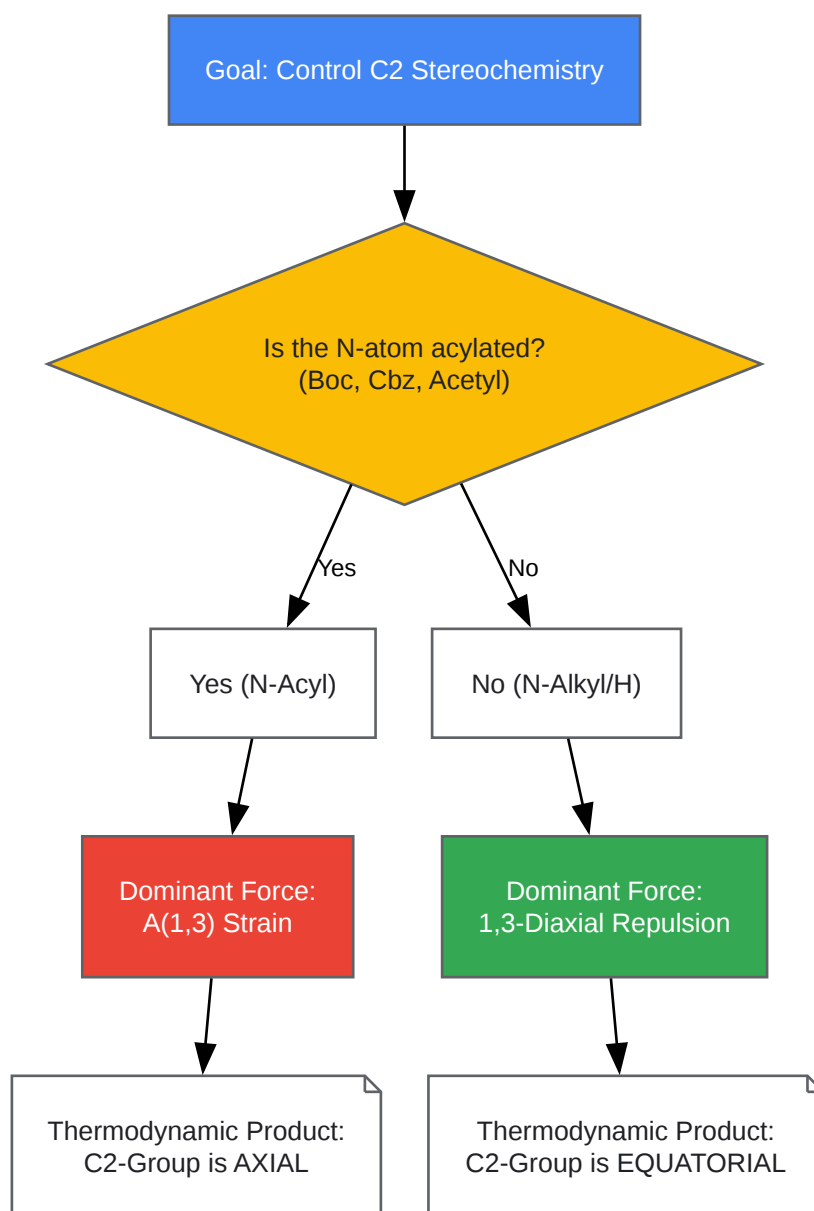 Goal: Control C2 Stereochemistry
Is the N-atom acylated?
(Boc, Cbz, Acetyl)
Yes
No
Yes (N-Acyl)
No (N-Alkyl/H)
Dominant Force:
A(1,3) Strain
Dominant Force:
1,3-Diaxial Repulsion
Thermodynamic Product:
C2-Group is AXIAL
Thermodynamic Product:
C2-Group is EQUATORIAL